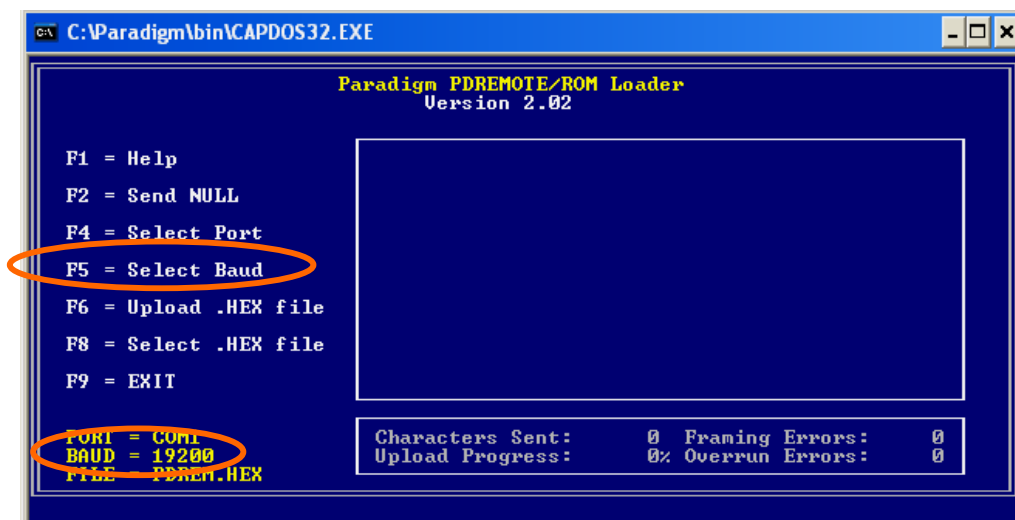 C:\Paradigm\bin\CAPDOS32.EXE
Paradigm PDREMOTE/ROM Loader
Version 2.02
F1 = Help
F2 = Send NULL
F4 = Select Port
F5 = Select Baud
F6 = Upload .HEX file
F8 = Select .HEX file
F9 = EXIT
PORT = COM1
BAUD = 19200
FILE = PDREM.HEX
Characters Sent: 0 Framing Errors: 0
Upload Progress: 0% Overrun Errors: 0